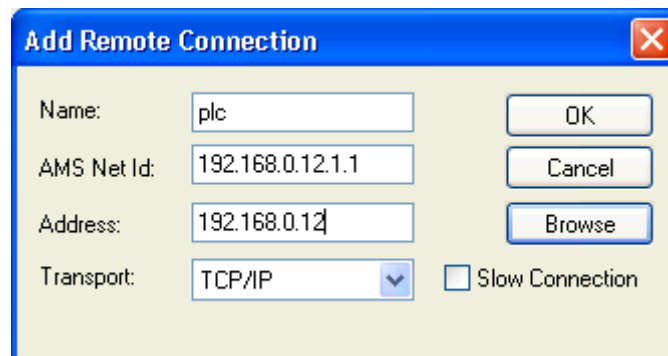 Add Remote Connection
Name: plc OK
AMS Net Id: 192.168.0.12.1.1 Cancel
Address: 192.168.0.12 Browse
Transport: TCP/IP Slow Connection